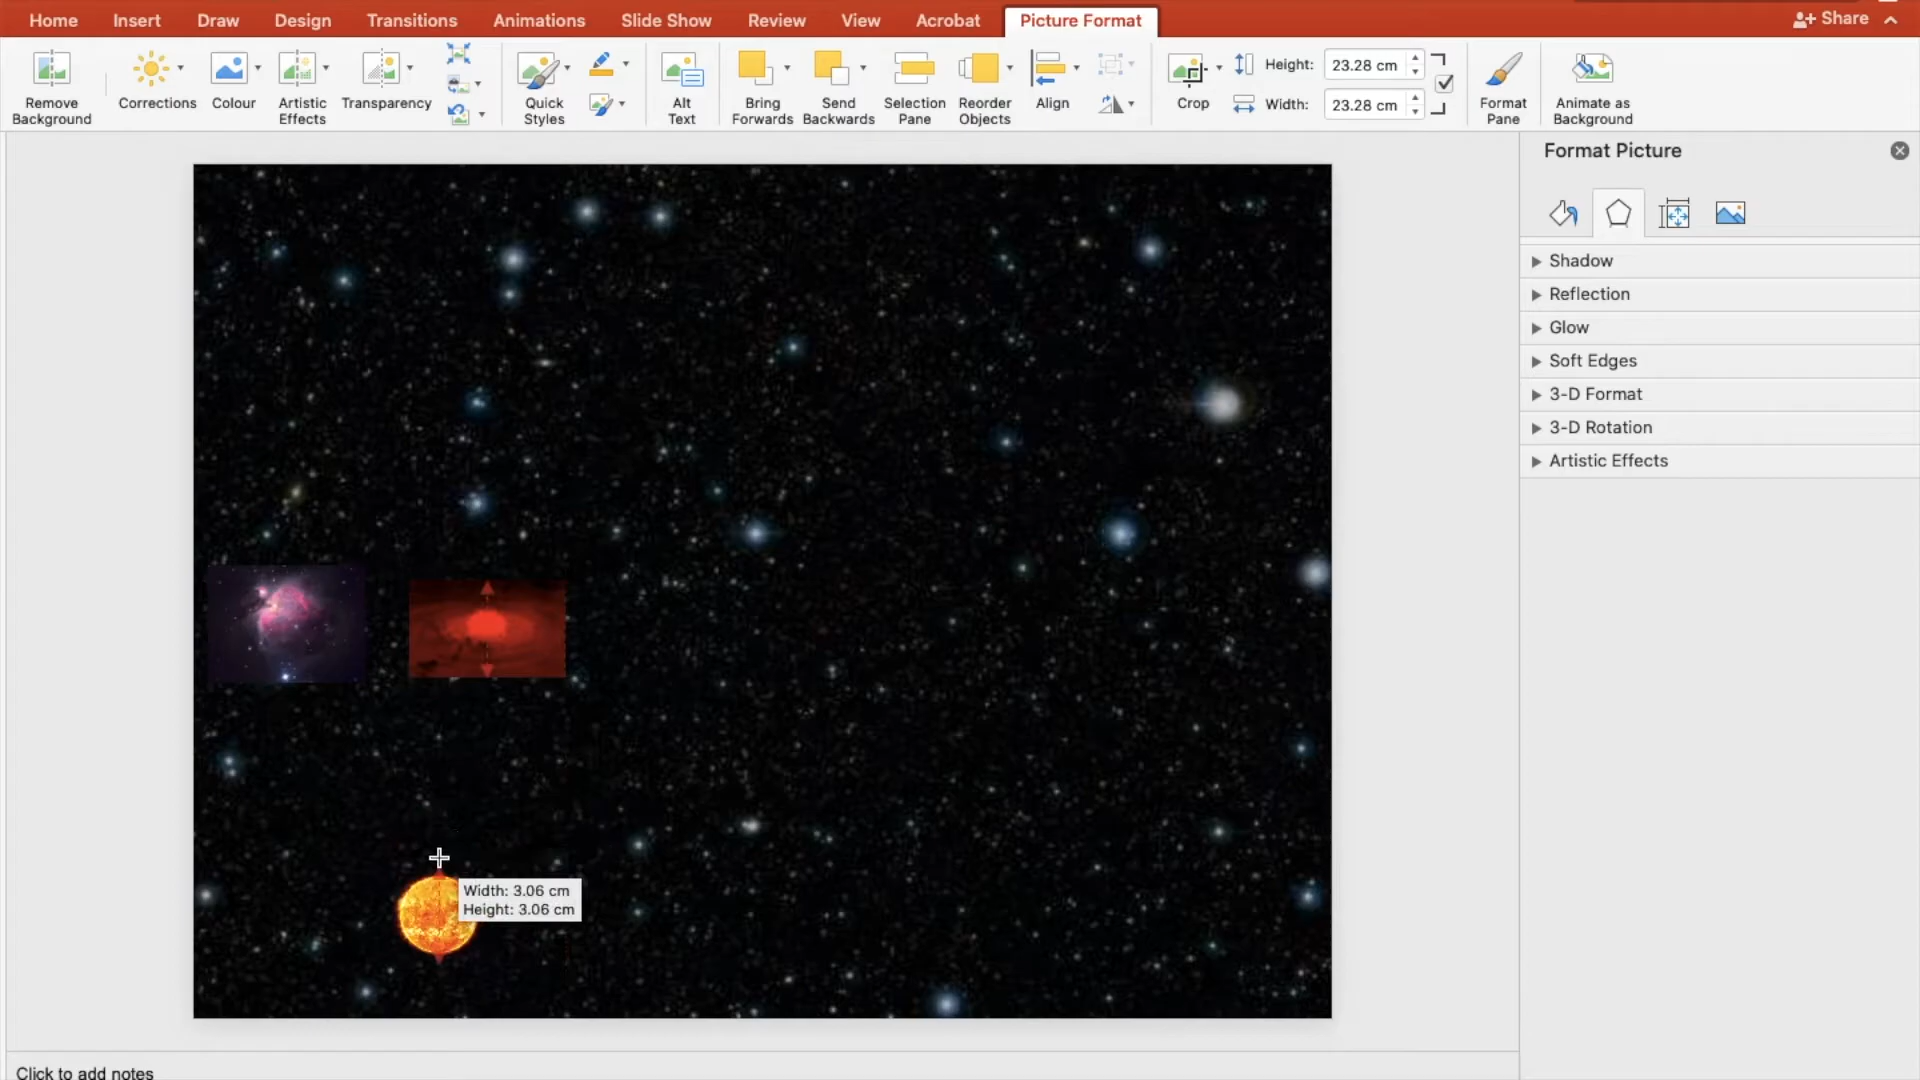 Home Insert Draw Design Transitions Animations Slide Show Review View Acrobat Picture Format Share
Remove Background
Corrections
Colour
Artistic Effects
Transparency
Quick Styles
Alt Text
Bring Forwards
Send Backwards
Selection Pane
Reorder Objects
Align
Crop
Height: 23.28 cm
Width: 23.28 cm
Format Pane
Animate as Background
Format Picture
Shadow
Reflection
Glow
Soft Edges
3-D Format
3-D Rotation
Artistic Effects
Width: 3.06 cm
Height: 3.06 cm
Click to add notes